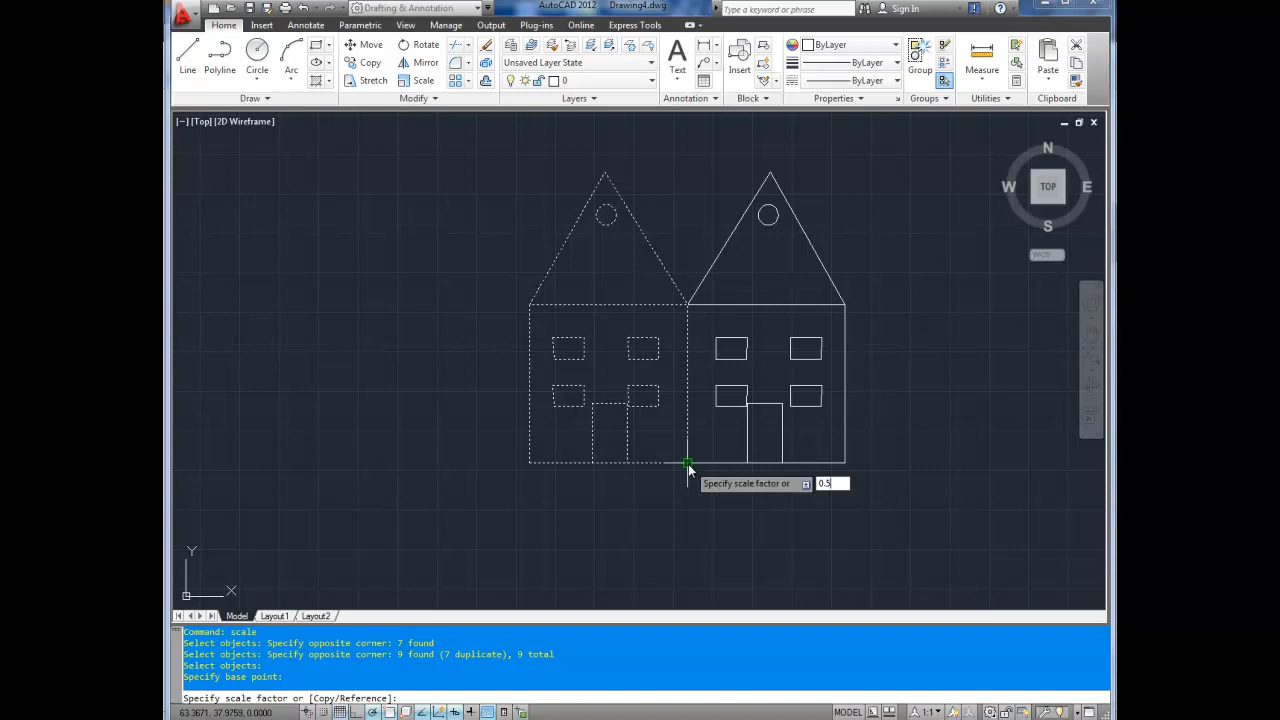 Drafting & Annotation
AutoCAD 2012 Drawing4.dwg
Type a keyword or phrase
Sign In
Home Insert Annotate Parametric View Manage Output Plug-ins Online Express Tools
Line Polyline Circle Arc
Move Rotate
Copy Mirror
Stretch Scale
Unsaved Layer State
0
Text
Insert
ByLayer
ByLayer
ByLayer
Group
Measure
Paste
Draw Modify Layers Annotation Block Properties Groups Utilities Clipboard
[−] [Top] [2D Wireframe]
N
W TOP E
S
WCS
Specify scale factor or 0.5
Y
X
Model Layout1 Layout2
Command: scale
Select objects: Specify opposite corner: 7 found
Select objects: Specify opposite corner: 9 found (7 duplicate), 9 total
Select objects:
Specify base point:
Specify scale factor or [Copy/Reference]:
63.3671, 37.9759, 0.0000
MODEL
1:1